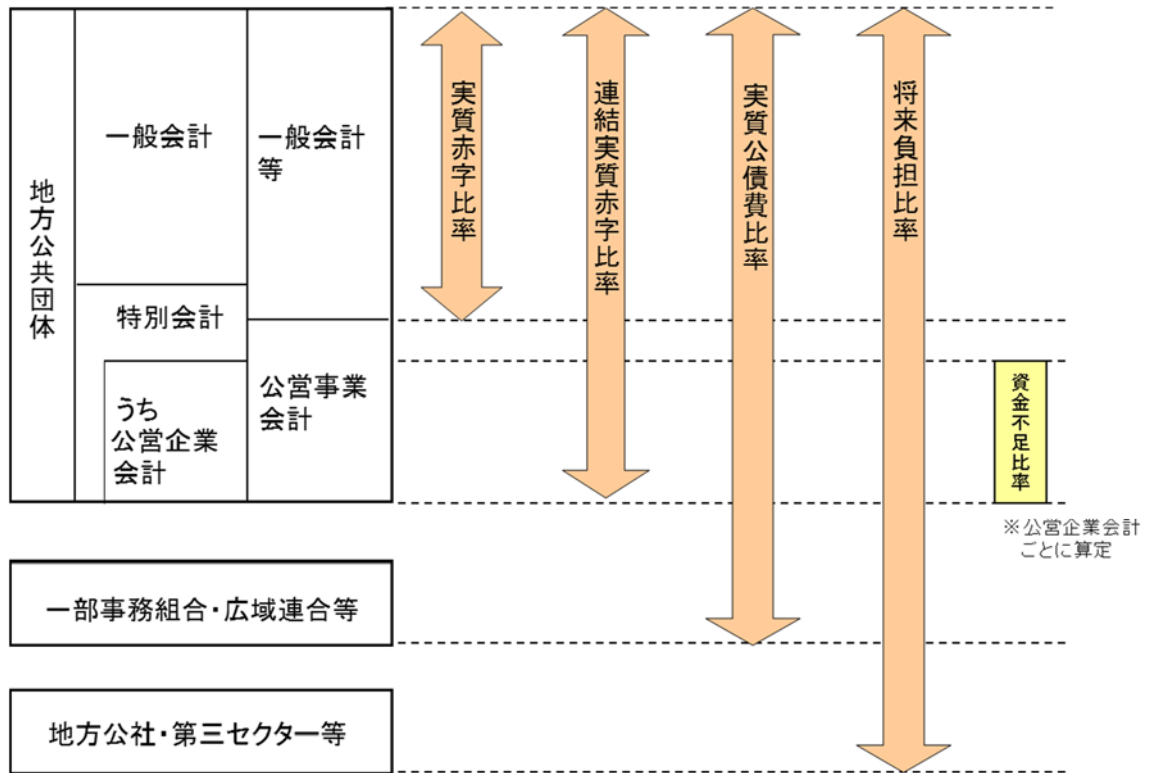 地方公共団体
一般会計
一般会計
等
特別会計
うち
公営企業
会計
公営事業
会計
実質赤字比率
連結実質赤字比率
実質公債費比率
将来負担比率
資金不足比率
※公営企業会計
ごとに算定
一部事務組合・広域連合等
地方公社・第三セクター等